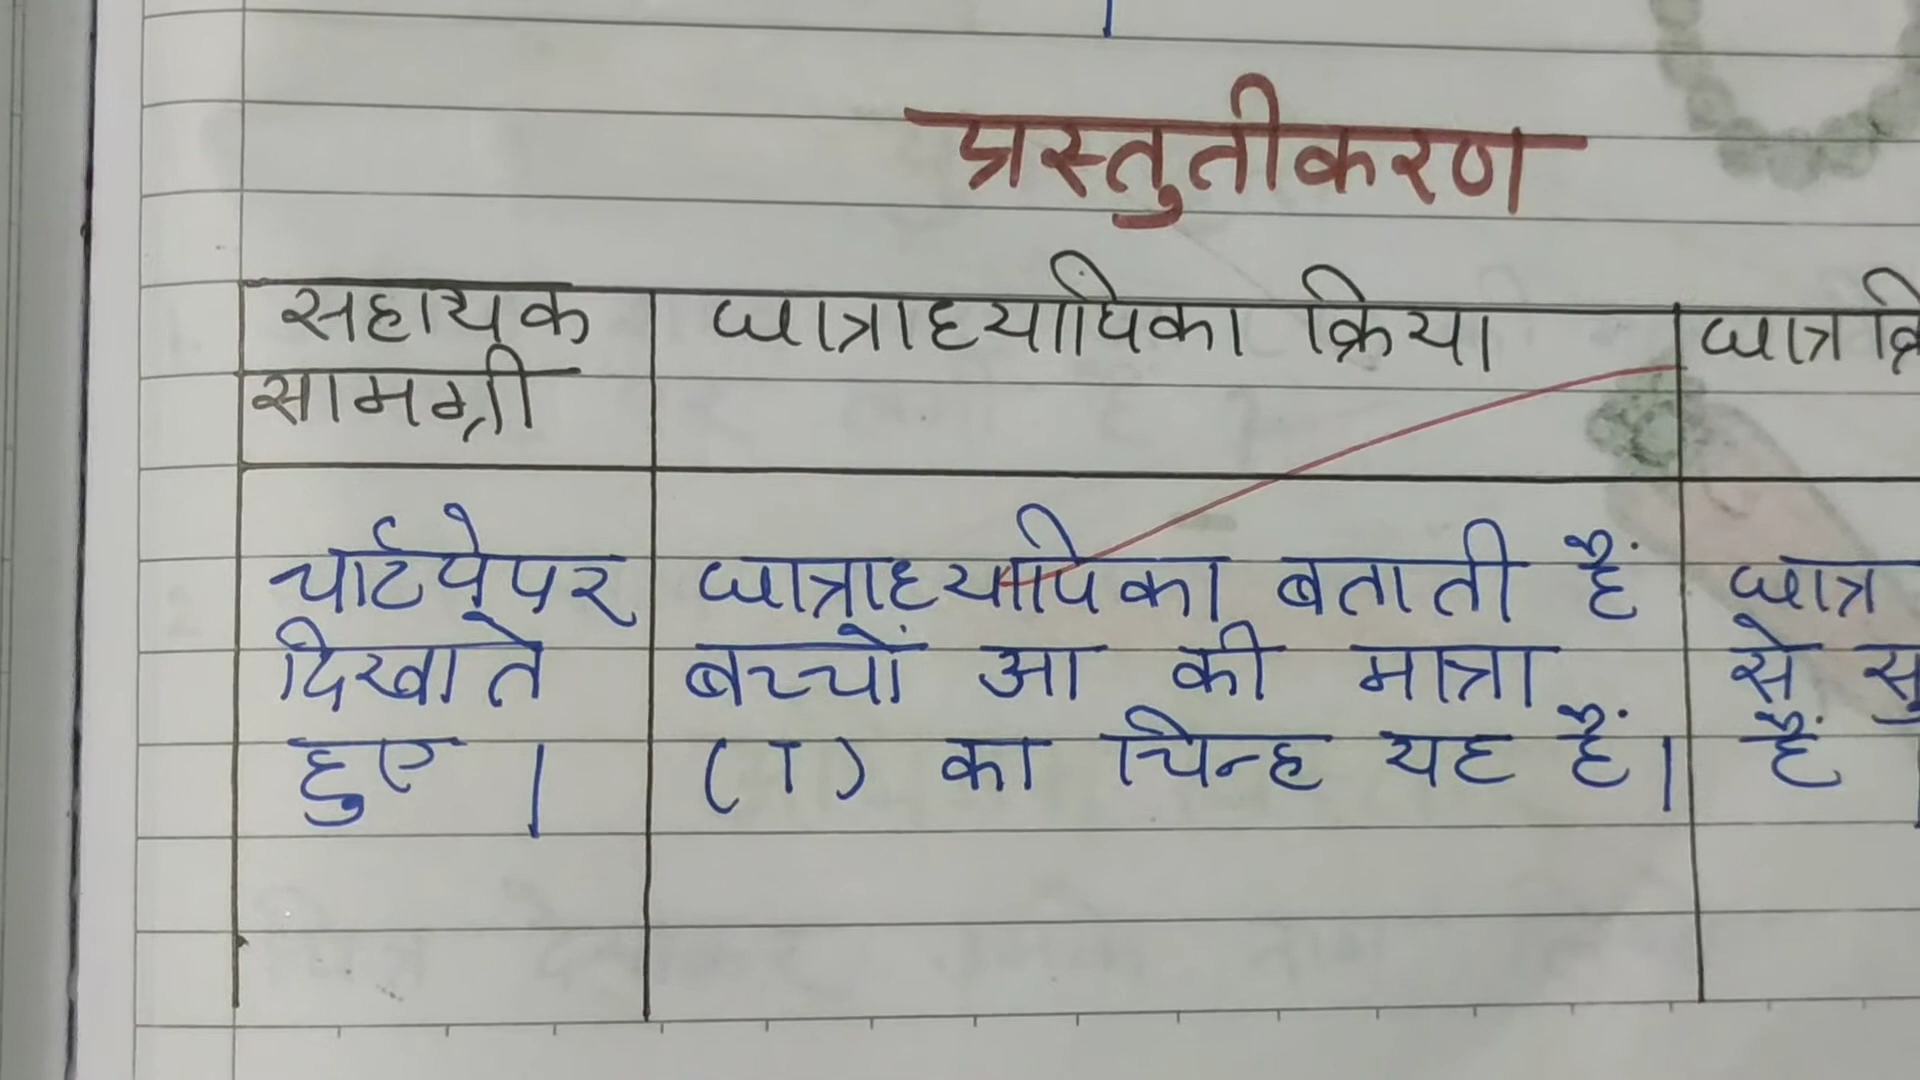 प्रस्तुतीकरण
सहायक
सामग्री
छात्राध्यापिका क्रिया
छात्र
चार्टपेपर
दिखाते
हुए ।
छात्राध्यापिका बताती हैं
बच्चों आ की मात्रा
(ा) का चिन्ह यह हैं।
छात्र
से
हैं